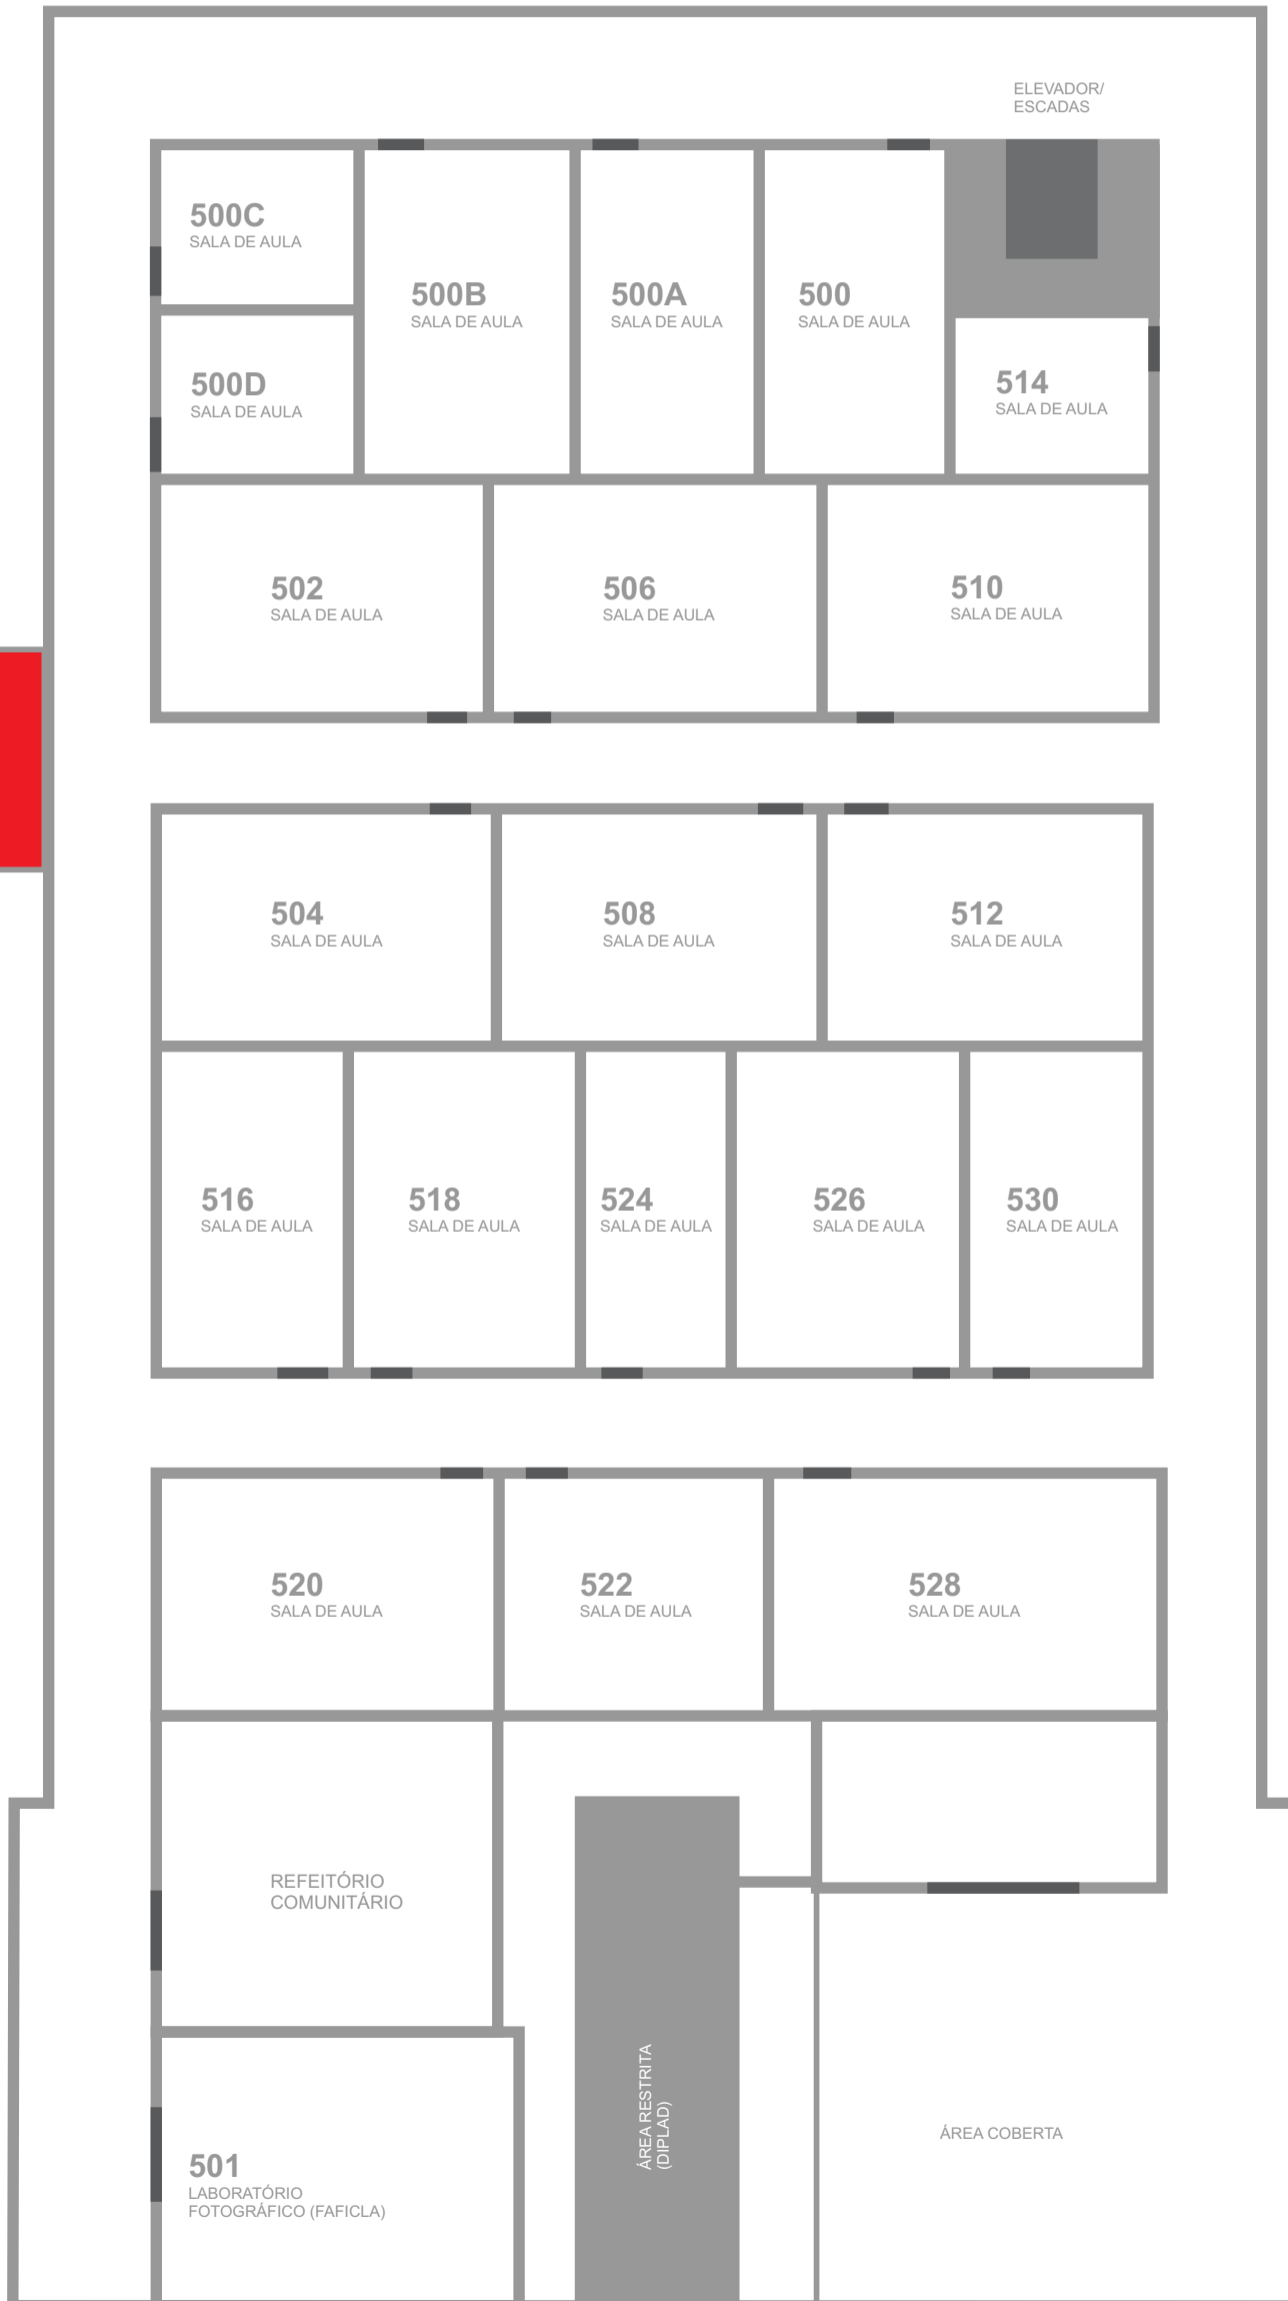 ELEVADOR/
ESCADAS
500C
SALA DE AULA
500B
SALA DE AULA
500A
SALA DE AULA
500
SALA DE AULA
500D
SALA DE AULA
514
SALA DE AULA
502
SALA DE AULA
506
SALA DE AULA
510
SALA DE AULA
504
SALA DE AULA
508
SALA DE AULA
512
SALA DE AULA
516
SALA DE AULA
518
SALA DE AULA
524
SALA DE AULA
526
SALA DE AULA
530
SALA DE AULA
520
SALA DE AULA
522
SALA DE AULA
528
SALA DE AULA
REFEITÓRIO
COMUNITÁRIO
ÁREA RESTRITA
(DIPLAD)
ÁREA COBERTA
501
LABORATÓRIO
FOTOGRÁFICO (FAFICLA)